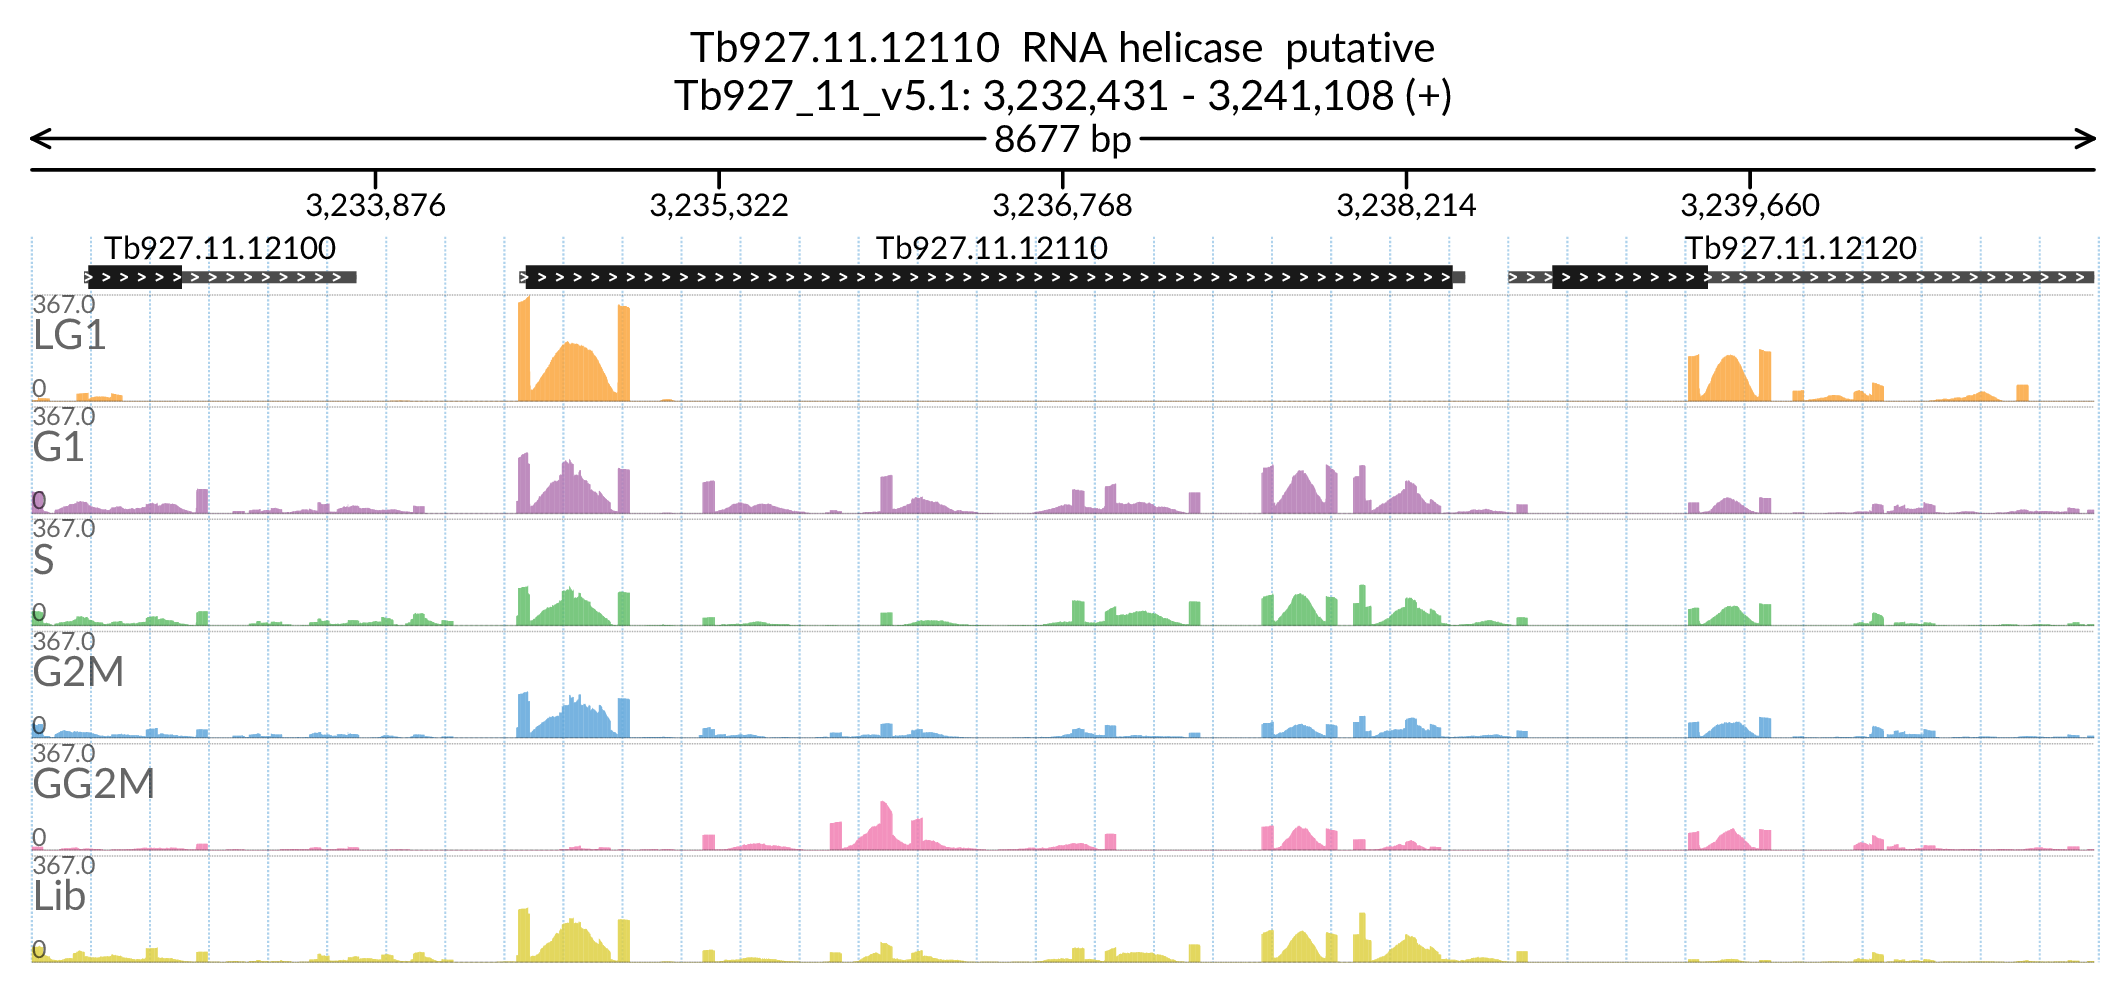 Tb927.11.12110 RNA helicase putative
Tb927_11_v5.1: 3,232,431 - 3,241,108 (+)
8677 bp
3,233,876 3,235,322 3,236,768 3,238,214 3,239,660
Tb927.11.12100 Tb927.11.12110 Tb927.11.12120
367.0
LG1
0
367.0
G1
0
367.0
S
0
367.0
G2M
0
367.0
GG2M
0
367.0
Lib
0